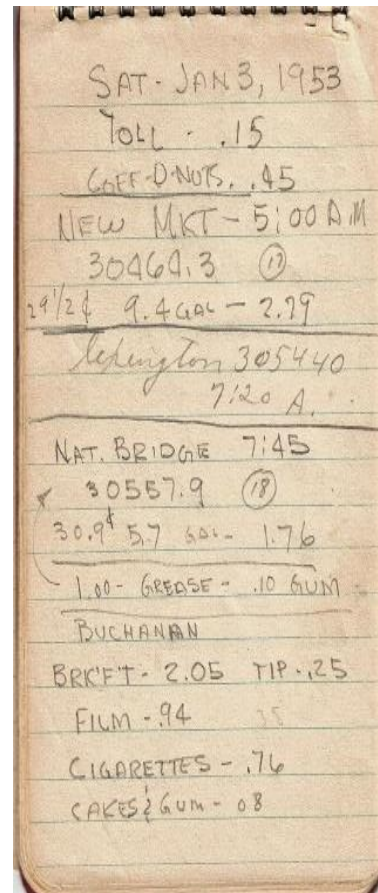 SAT - JAN 3, 1953
TOLL - .15
COFF-D-NUTS. .45
NEW MKT - 5:00 A.M
30464.3 (17)
29 1/2 ¢ 9.4 GAL - 2.79
Lexington 305440
7:20 A.
NAT. BRIDGE 7:45
30557.9 (18)
30.9¢ 5.7 GAL - 1.76
1.00 - GREASE - .10 GUM
BUCHANAN
BRK'F'T - 2.05 TIP - .25
FILM - .94
CIGARETTES - .76
CAKES & GUM - 08